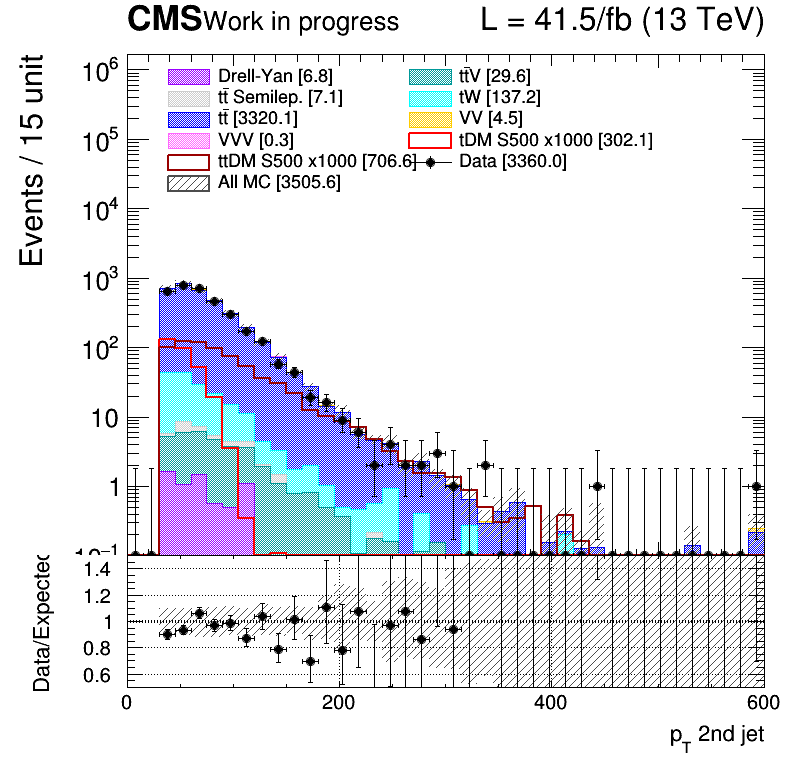 CMS Work in progress L = 41.5/fb (13 TeV)
Events / 15 unit
10⁶
10⁵
10⁴
10³
10²
10
1
10⁻¹
Drell-Yan [6.8]
tt̄V [29.6]
tt̄ Semilep. [7.1]
tW [137.2]
tt̄ [3320.1]
VV [4.5]
VVV [0.3]
tDM S500 x1000 [302.1]
ttDM S500 x1000 [706.6]
Data [3360.0]
All MC [3505.6]
Data/Expected
1.4
1.2
1
0.8
0.6
0 200 400 600
p_T 2nd jet